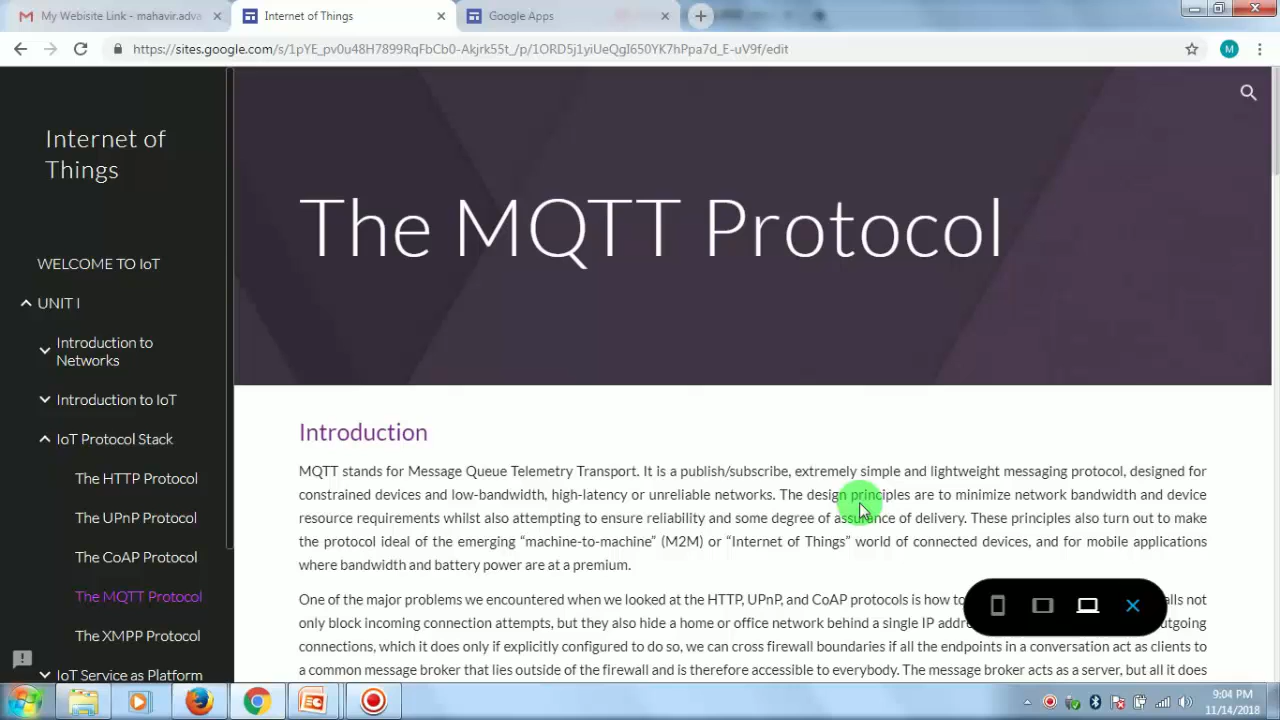 My Webisite Link - mahavir.adva
Internet of Things
Google Apps
https://sites.google.com/s/1pYE_pv0u48H7899RqFbCb0-Akjrk55t_/p/1ORD5j1yiUeQgI650YK7hPpa7d_E-uV9f/edit
M
Internet of
Things
WELCOME TO IoT
UNIT I
Introduction to
Networks
Introduction to IoT
IoT Protocol Stack
The HTTP Protocol
The UPnP Protocol
The CoAP Protocol
The MQTT Protocol
The XMPP Protocol
IoT Service as Platform
The MQTT Protocol
Introduction
MQTT stands for Message Queue Telemetry Transport. It is a publish/subscribe, extremely simple and lightweight messaging protocol, designed for
constrained devices and low-bandwidth, high-latency or unreliable networks. The design principles are to minimize network bandwidth and device
resource requirements whilst also attempting to ensure reliability and some degree of assurance of delivery. These principles also turn out to make
the protocol ideal of the emerging “machine-to-machine” (M2M) or “Internet of Things” world of connected devices, and for mobile applications
where bandwidth and battery power are at a premium.
One of the major problems we encountered when we looked at the HTTP, UPnP, and CoAP protocols is how to alls not
only block incoming connection attempts, but they also hide a home or office network behind a single IP addre utgoing
connections, which it does only if explicitly configured to do so, we can cross firewall boundaries if all the endpoints in a conversation act as clients to
a common message broker that lies outside of the firewall and is therefore accessible to everybody. The message broker acts as a server, but all it does
9:04 PM
11/14/2018